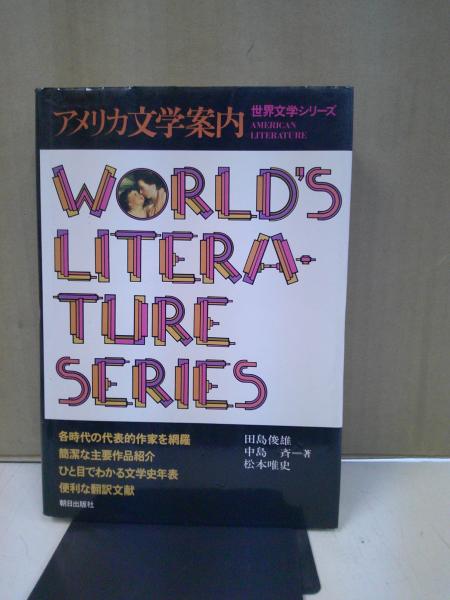 アメリカ文学案内
世界文学シリーズ
AMERICAN
LITERATURE
WORLD'S
LITERA-
TURE
SERIES
各時代の代表的作家を網羅
簡潔な主要作品紹介
ひと目でわかる文学史年表
便利な翻訳文献
朝日出版社
田島俊雄
中島 斉一著
松本唯史